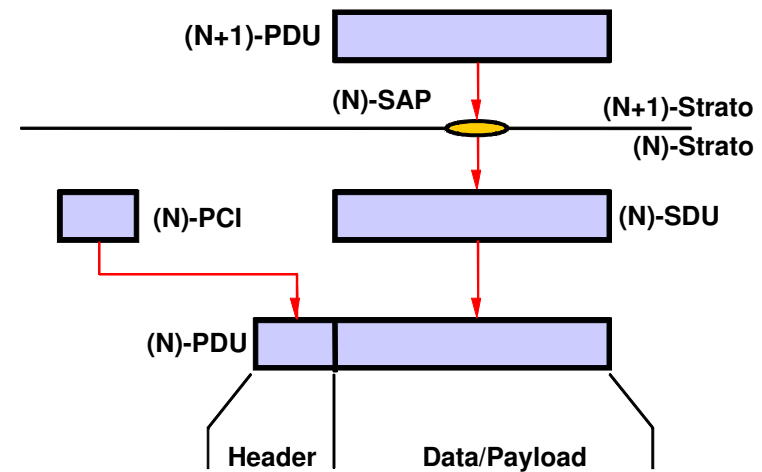 (N+1)-PDU
(N)-SAP
(N+1)-Strato
(N)-Strato
(N)-PCI
(N)-SDU
(N)-PDU
Header
Data/Payload